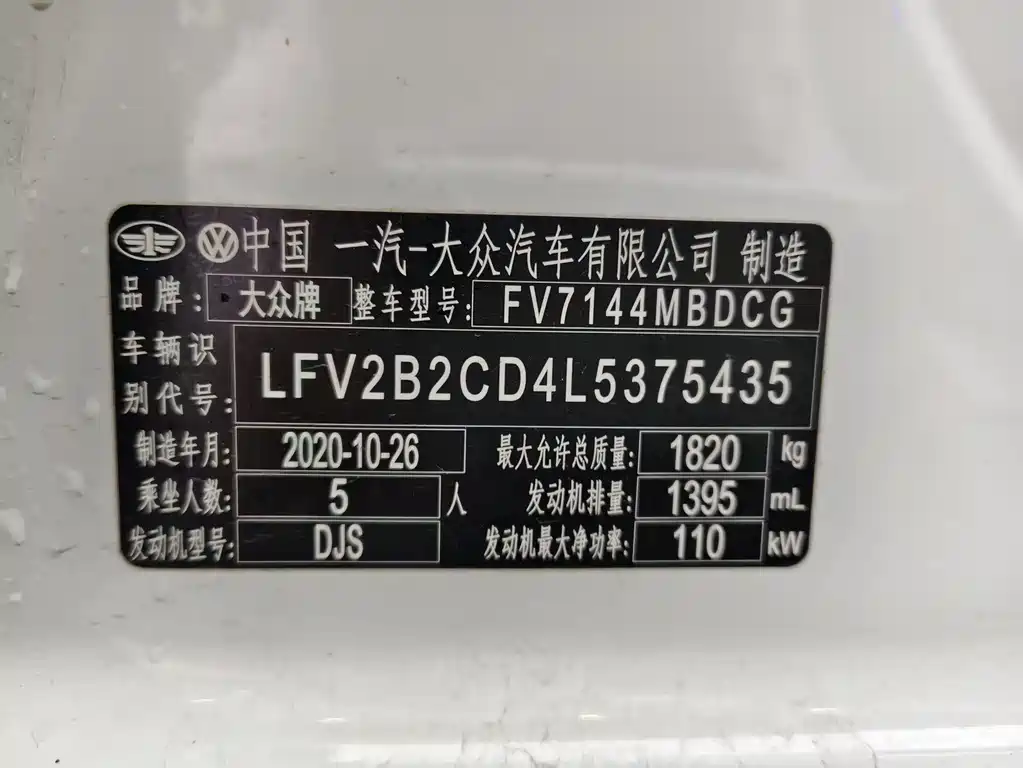 中国 一汽-大众汽车有限公司 制造
品牌: 大众牌 整车型号: FV7144MBDCG
车辆识
别代号: LFV2B2CD4L5375435
制造年月: 2020-10-26 最大允许总质量: 1820 kg
乘坐人数: 5 人 发动机排量: 1395 mL
发动机型号: DJS 发动机最大净功率: 110 kW